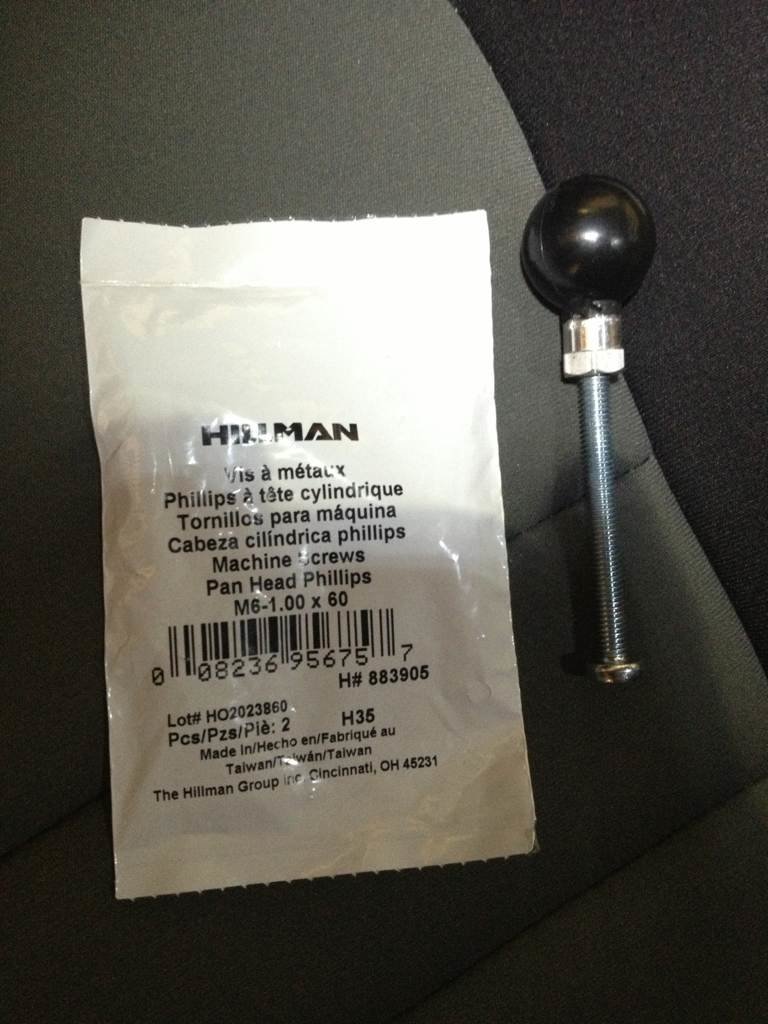 HILLMAN
Vis à métaux
Phillips à tête cylindrique
Tornillos para máquina
Cabeza cilíndrica phillips
Machine Screws
Pan Head Phillips
M6-1.00 x 60
0 08236 95675 7
H# 883905
Lot# HO2023860
Pcs/Pzs/Piè: 2 H35
Made In/Hecho en/Fabriqué au
Taiwan/Taiwán/Taiwan
The Hillman Group Inc. Cincinnati, OH 45231